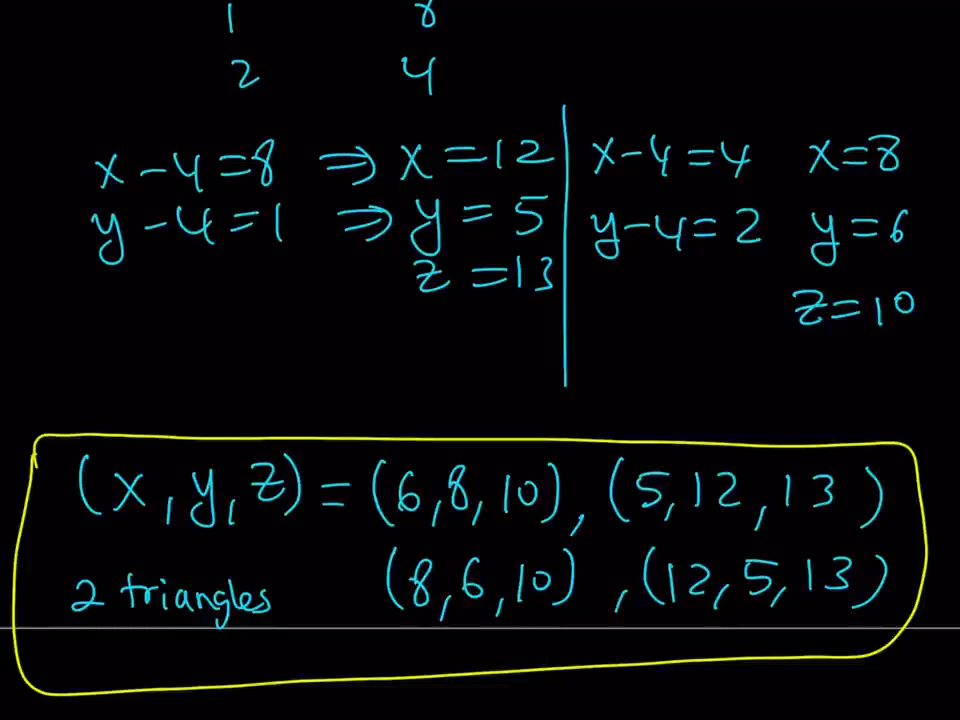 1 8
2 4
x - 4 = 8 ⇒ x = 12
y - 4 = 1 ⇒ y = 5
z = 13
x - 4 = 4 x = 8
y - 4 = 2 y = 6
z = 10
(x, y, z) = (6, 8, 10), (5, 12, 13)
2 triangles (8, 6, 10), (12, 5, 13)